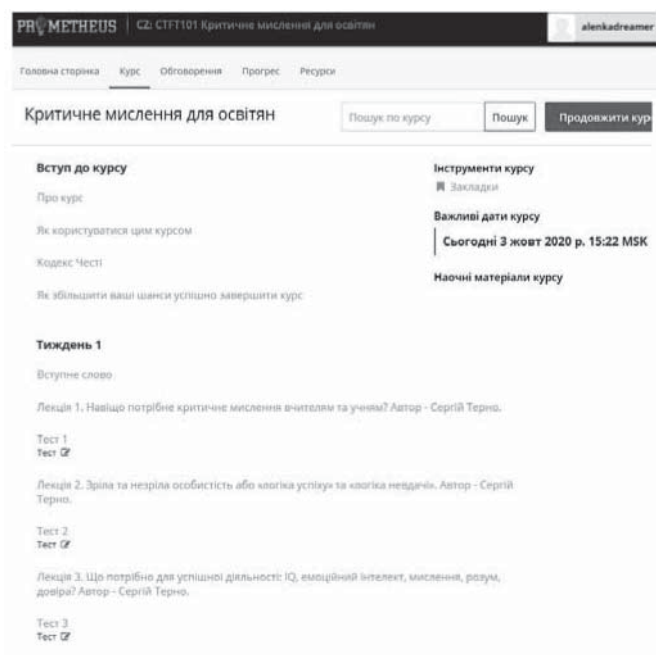 PROMETHEUS CZ: CTFT101 Критичне мислення для освітян
alenkadreamer
Головна сторінка Курс Обговорення Прогрес Ресурси
Критичне мислення для освітян
Пошук по курсу Пошук Продовжити кур
Вступ до курсу
Про курс
Як користуватися цим курсом
Кодекс Честі
Як збільшити ваші шанси успішно завершити курс
Інструменти курсу
Закладки
Важливі дати курсу
Сьогодні 3 жовт 2020 р. 15:22 MSK
Наочні матеріали курсу
Тиждень 1
Вступне слово
Лекція 1. Навіщо потрібне критичне мислення вчителям та учням? Автор - Сергій Терно.
Тест 1
Тест
Лекція 2. Зріла та незріла особистість або «логіка успіху» та «логіка невдачі». Автор - Сергій
Терно.
Тест 2
Тест
Лекція 3. Що потрібно для успішної діяльності: IQ, емоційний інтелект, мислення, розум,
довіра? Автор - Сергій Терно.
Тест 3
Тест